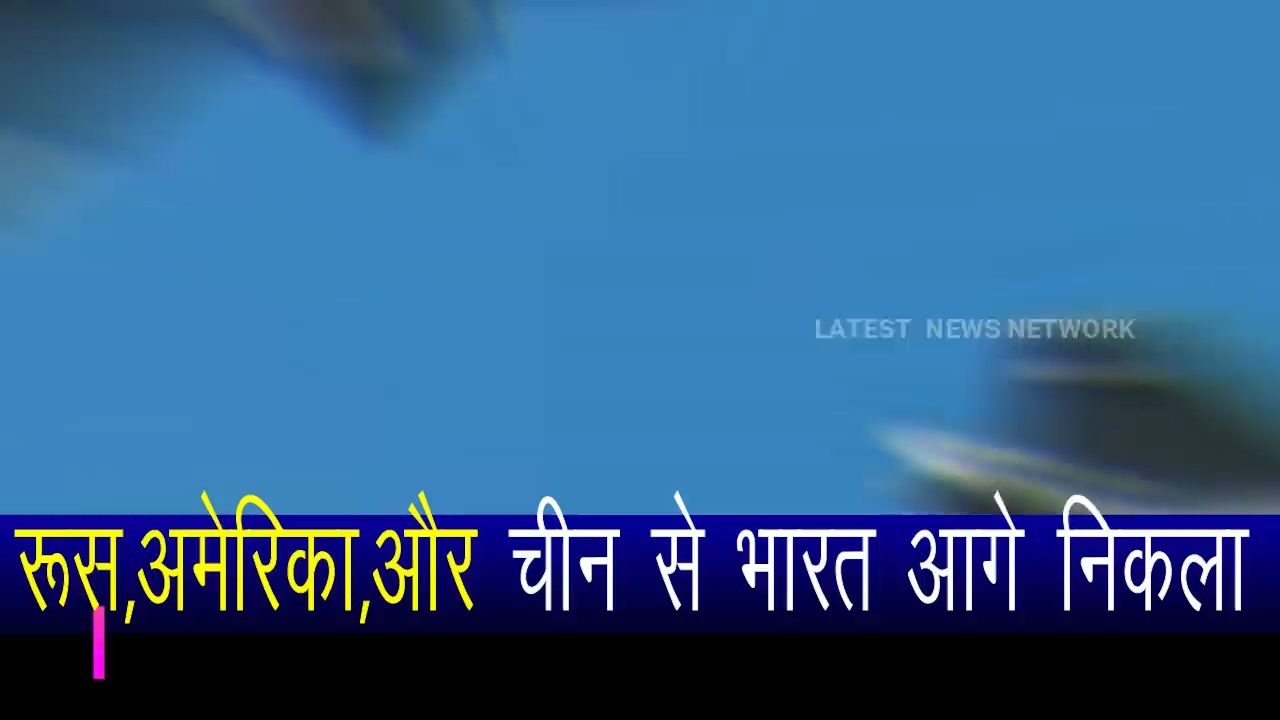 LATEST NEWS NETWORK
रूस,अमेरिका,और चीन से भारत आगे निकला